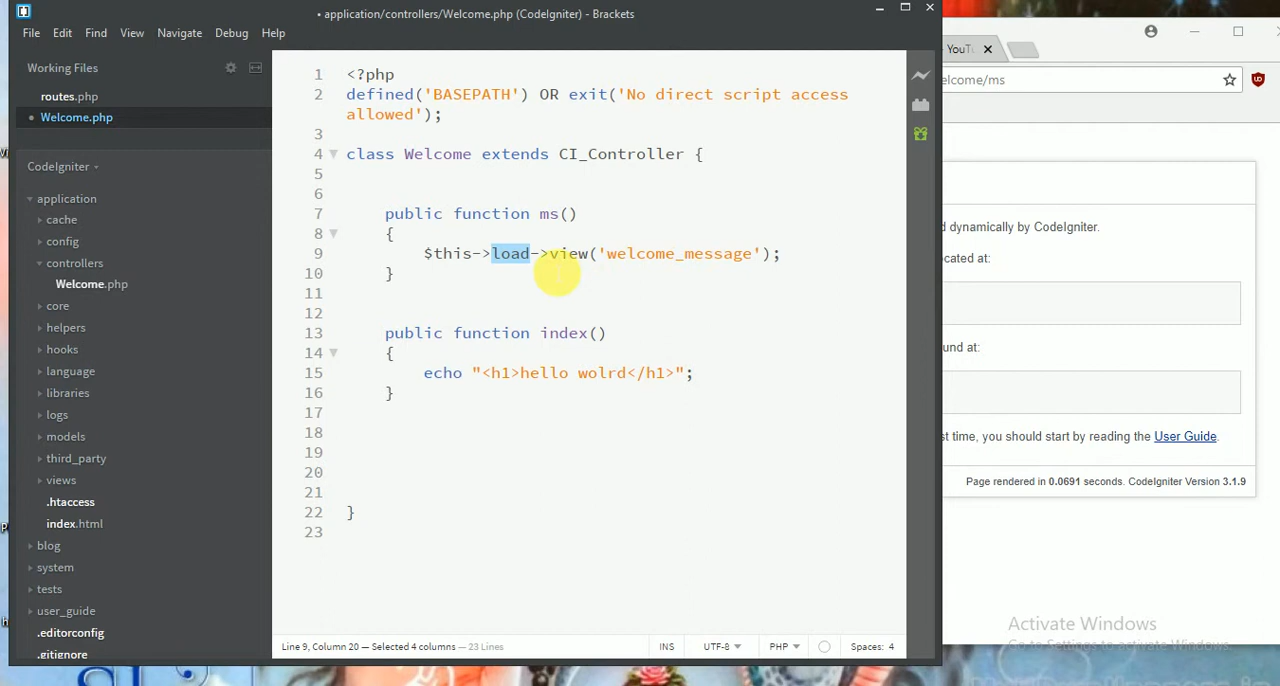 • application/controllers/Welcome.php (CodeIgniter) - Brackets
File Edit Find View Navigate Debug Help
Working Files
routes.php
• Welcome.php
CodeIgniter
application
cache
config
controllers
Welcome.php
core
helpers
hooks
language
libraries
logs
models
third_party
views
.htaccess
index.html
blog
system
tests
user_guide
.editorconfig
.gitignore
1 <?php
2 defined('BASEPATH') OR exit('No direct script access
allowed');
3
4 class Welcome extends CI_Controller {
5
6
7 public function ms()
8 {
9 $this->load->view('welcome_message');
10 }
11
12
13 public function index()
14 {
15 echo "<h1>hello wolrd</h1>";
16 }
17
18
19
20
21
22 }
23
Line 9, Column 20 — Selected 4 columns — 23 Lines
INS UTF-8 PHP Spaces: 4
elcome/ms
d dynamically by CodeIgniter.
cated at:
und at:
st time, you should start by reading the User Guide.
Page rendered in 0.0691 seconds. CodeIgniter Version 3.1.9
Activate Windows
Go to Settings to activate Windows.